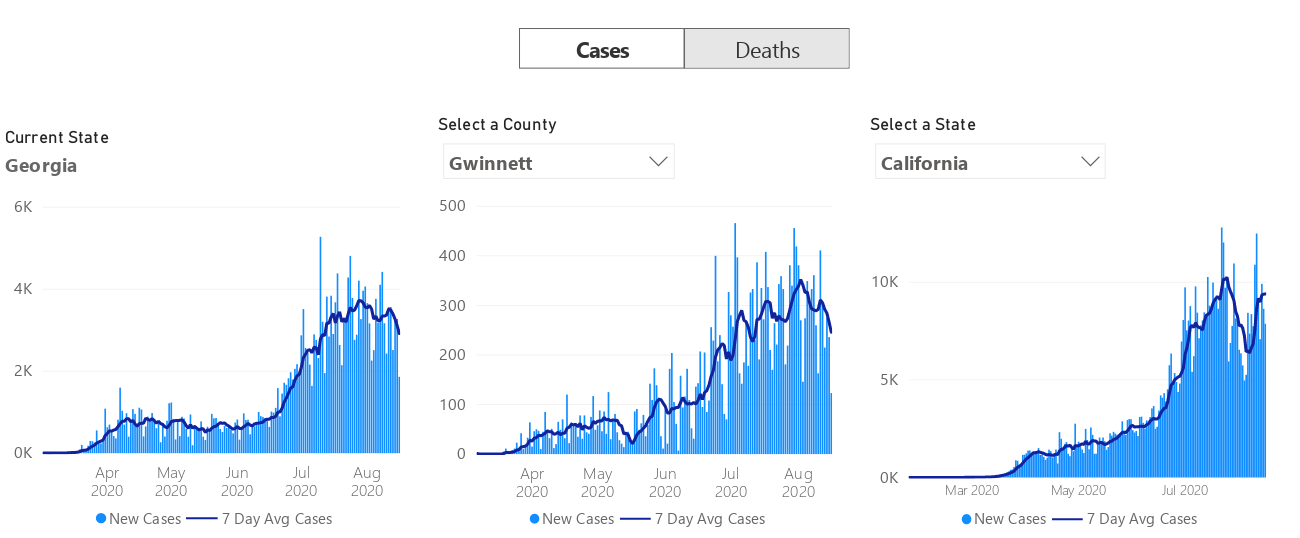 Cases Deaths
Current State
Georgia
6K
4K
2K
0K
Apr 2020 May 2020 Jun 2020 Jul 2020 Aug 2020
New Cases 7 Day Avg Cases
Select a County
Gwinnett
500
400
300
200
100
0
Apr 2020 May 2020 Jun 2020 Jul 2020 Aug 2020
New Cases 7 Day Avg Cases
Select a State
California
10K
5K
0K
Mar 2020 May 2020 Jul 2020
New Cases 7 Day Avg Cases